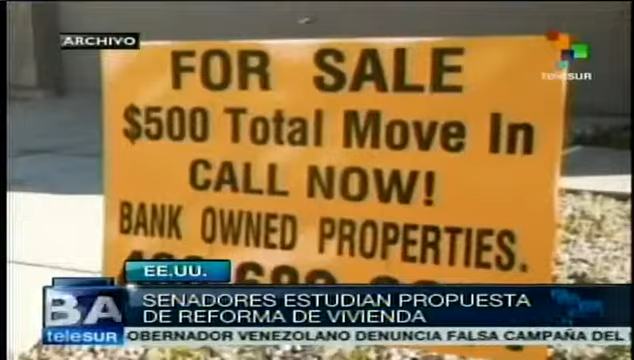 ARCHIVO
teleSUR
FOR SALE
$500 Total Move In
CALL NOW!
BANK OWNED PROPERTIES.
EE.UU.
SENADORES ESTUDIAN PROPUESTA
DE REFORMA DE VIVIENDA
BA
teleSUR
OBERNADOR VENEZOLANO DENUNCIA FALSA CAMPAÑA DEL